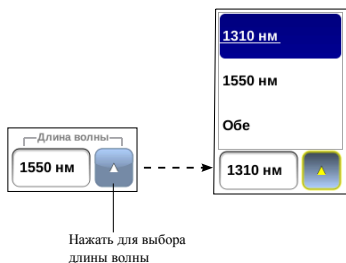 1310 нм
1550 нм
Обе
Длина волны
1550 нм
1310 нм
Нажать для выбора
длины волны